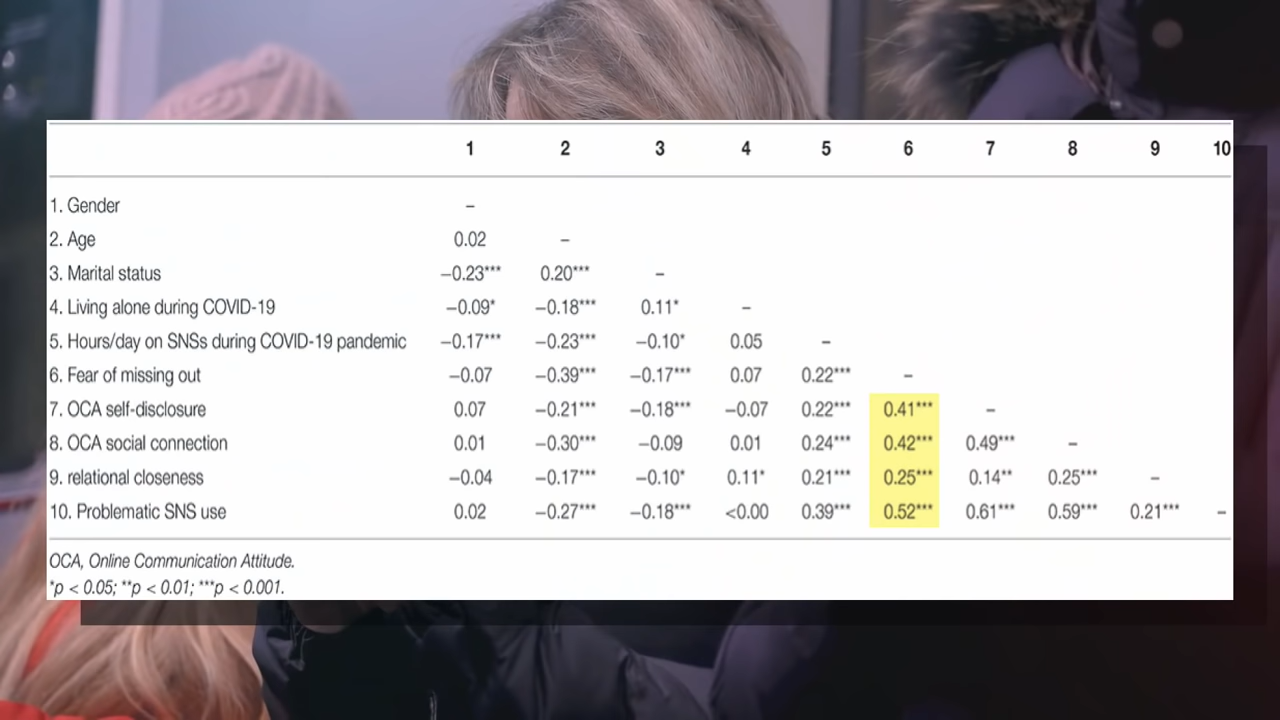 1 2 3 4 5 6 7 8 9 10
1. Gender –
2. Age 0.02 –
3. Marital status −0.23*** 0.20*** –
4. Living alone during COVID-19 −0.09* −0.18*** 0.11* –
5. Hours/day on SNSs during COVID-19 pandemic −0.17*** −0.23*** −0.10* 0.05 –
6. Fear of missing out −0.07 −0.39*** −0.17*** 0.07 0.22*** –
7. OCA self-disclosure 0.07 −0.21*** −0.18*** −0.07 0.22*** 0.41*** –
8. OCA social connection 0.01 −0.30*** −0.09 0.01 0.24*** 0.42*** 0.49*** –
9. relational closeness −0.04 −0.17*** −0.10* 0.11* 0.21*** 0.25*** 0.14** 0.25*** –
10. Problematic SNS use 0.02 −0.27*** −0.18*** <0.00 0.39*** 0.52*** 0.61*** 0.59*** 0.21*** –
OCA, Online Communication Attitude.
*p < 0.05; **p < 0.01; ***p < 0.001.